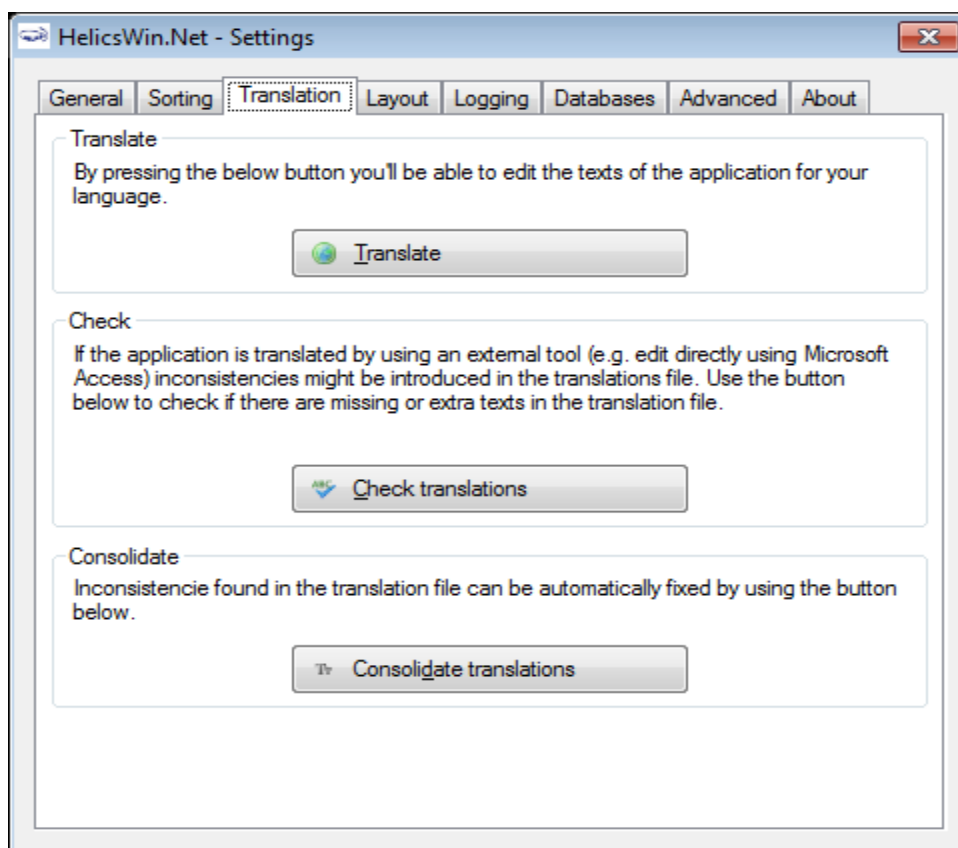 HelicsWin.Net - Settings
General Sorting Translation Layout Logging Databases Advanced About
Translate
By pressing the below button you'll be able to edit the texts of the application for your
language.
Translate
Check
If the application is translated by using an external tool (e.g. edit directly using Microsoft
Access) inconsistencies might be introduced in the translations file. Use the button
below to check if there are missing or extra texts in the translation file.
ABC Check translations
Consolidate
Inconsistencie found in the translation file can be automatically fixed by using the button
below.
Tr Consolidate translations